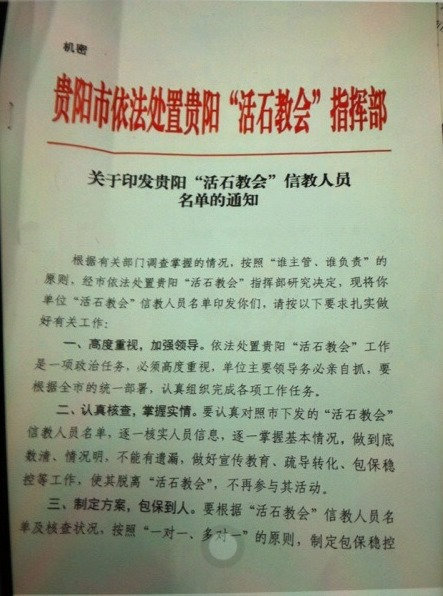 机密
贵阳市依法处置贵阳“活石教会”指挥部
关于印发贵阳“活石教会”信教人员
名单的通知
根据有关部门调查掌握的情况，按照“谁主管、谁负责”的
原则，经市依法处置贵阳“活石教会”指挥部研究决定，现将你
单位“活石教会”信教人员名单印发你们，请按以下要求扎实做
好有关工作：
一、高度重视，加强领导。依法处置贵阳“活石教会”工作
是一项政治任务，必须高度重视，单位主要领导务必亲自抓，要
根据全市的统一部署，认真组织完成各项工作任务。
二、认真核查，掌握实情。要认真对照市下发的“活石教会”
信教人员名单，逐一核实人员信息，逐一掌握基本情况，做到底
数清、情况明，不能有遗漏，做好宣传教育、疏导转化、包保稳
控等工作，使其脱离“活石教会”，不再参与其活动。
三、制定方案，包保到人。要根据“活石教会”信教人员名
单及核查状况，按照“一对一、多对一”的原则，制定包保稳控